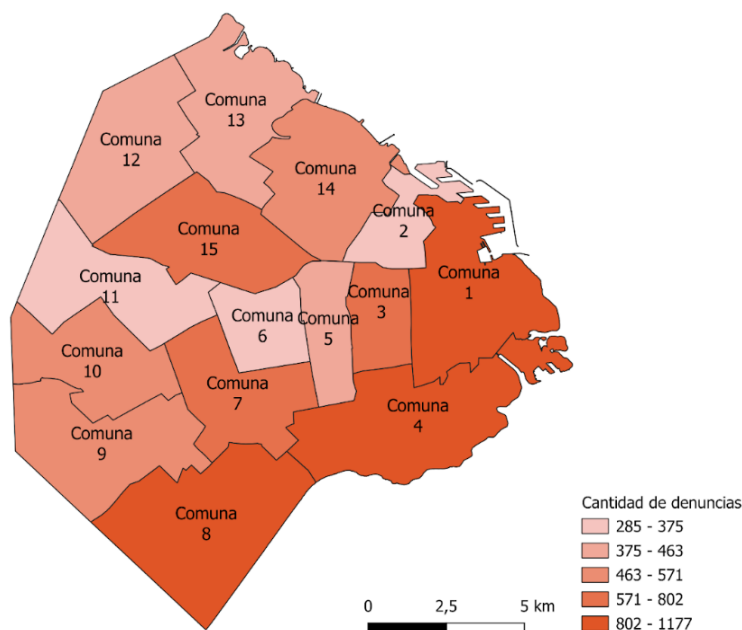 Comuna
13
Comuna
12
Comuna
14
Comuna
2
Comuna
15
Comuna
1
Comuna
11
Comuna
3
Comuna
6
Comuna
5
Comuna
10
Comuna
7
Comuna
4
Comuna
9
Comuna
8
Cantidad de denuncias
285 - 375
375 - 463
463 - 571
571 - 802
802 - 1177
0 2,5 5 km